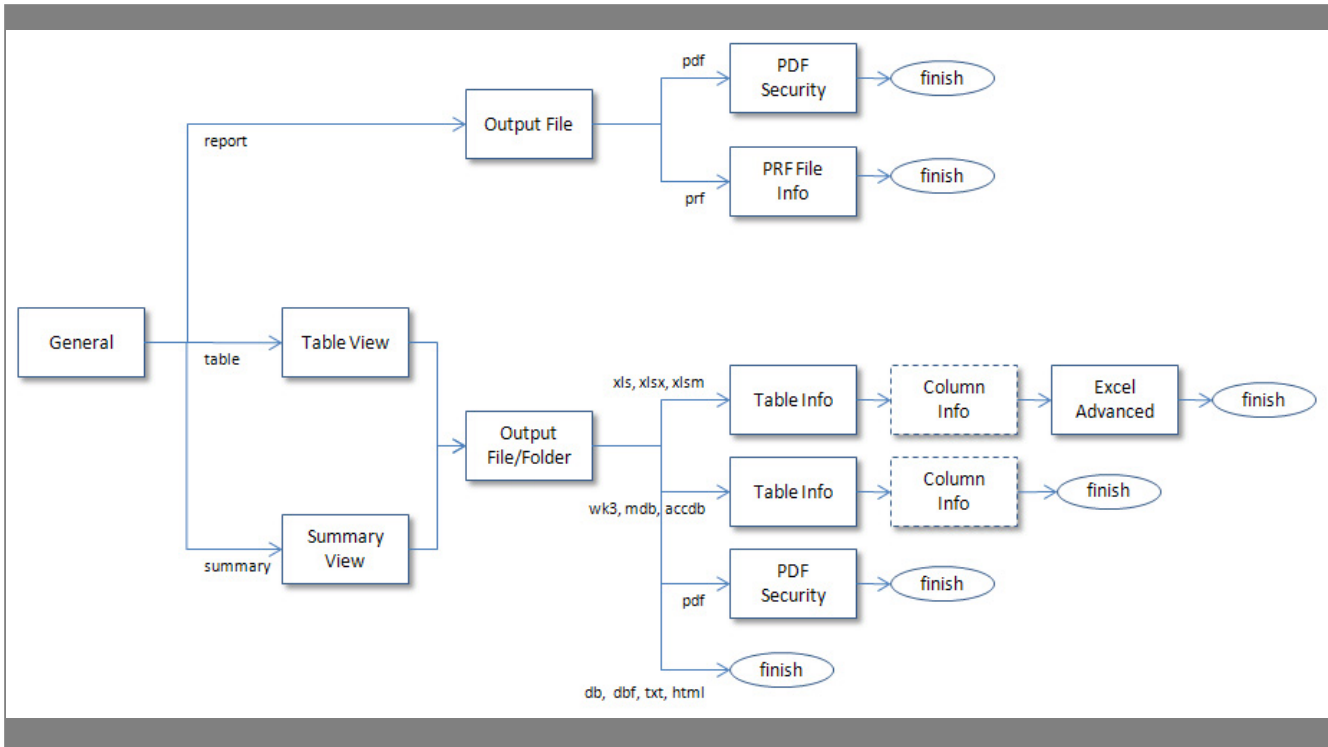 pdf
PDF
Security
finish
report
Output File
prf
PRF File
Info
finish
General
table
Table View
summary
Summary
View
Output
File/Folder
xls, xlsx, xlsm
Table Info
Column
Info
Excel
Advanced
finish
wk3, mdb, accdb
Table Info
Column
Info
finish
pdf
PDF
Security
finish
db, dbf, txt, html
finish